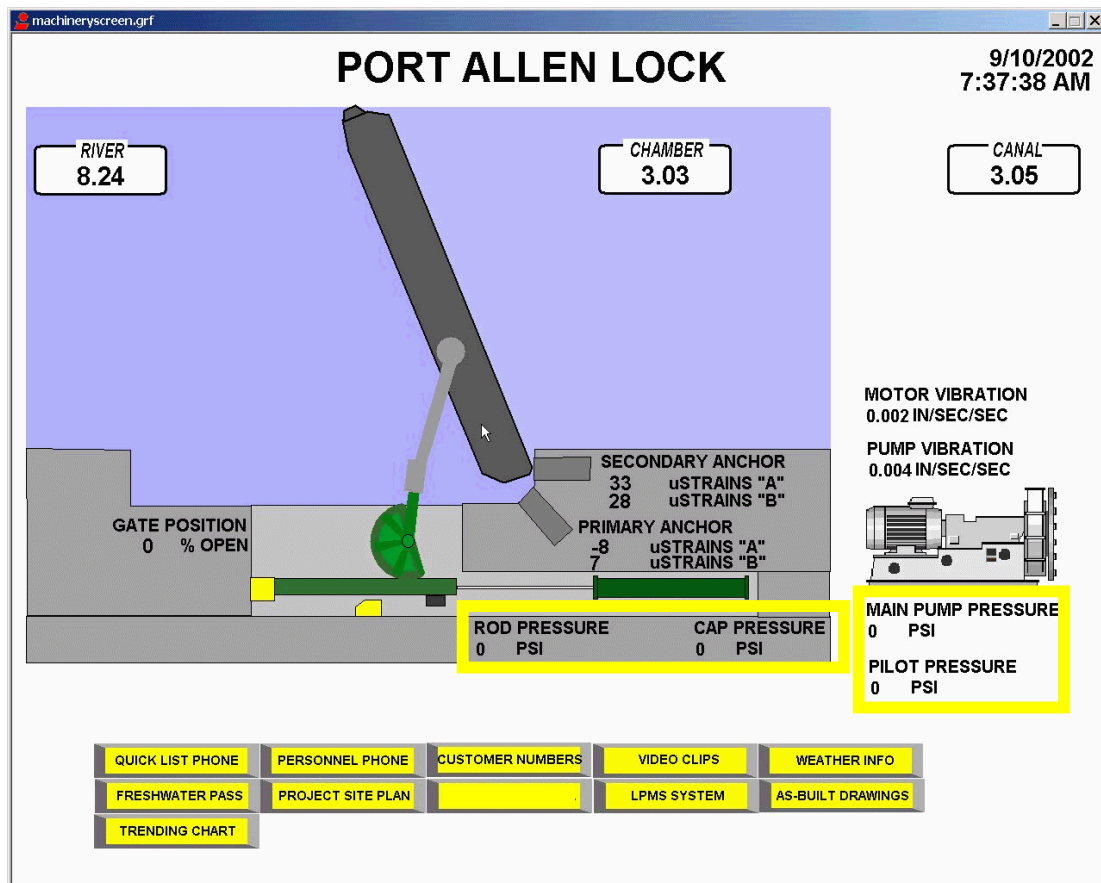 machineryscreen.grf
PORT ALLEN LOCK
9/10/2002
7:37:38 AM
RIVER
8.24
CHAMBER
3.03
CANAL
3.05
MOTOR VIBRATION
0.002 IN/SEC/SEC
PUMP VIBRATION
0.004 IN/SEC/SEC
SECONDARY ANCHOR
33 uSTRAINS "A"
28 uSTRAINS "B"
GATE POSITION
0 % OPEN
PRIMARY ANCHOR
-8 uSTRAINS "A"
7 uSTRAINS "B"
ROD PRESSURE
0 PSI
CAP PRESSURE
0 PSI
MAIN PUMP PRESSURE
0 PSI
PILOT PRESSURE
0 PSI
QUICK LIST PHONE
PERSONNEL PHONE
CUSTOMER NUMBERS
VIDEO CLIPS
WEATHER INFO
FRESHWATER PASS
PROJECT SITE PLAN
.
LPMS SYSTEM
AS-BUILT DRAWINGS
TRENDING CHART